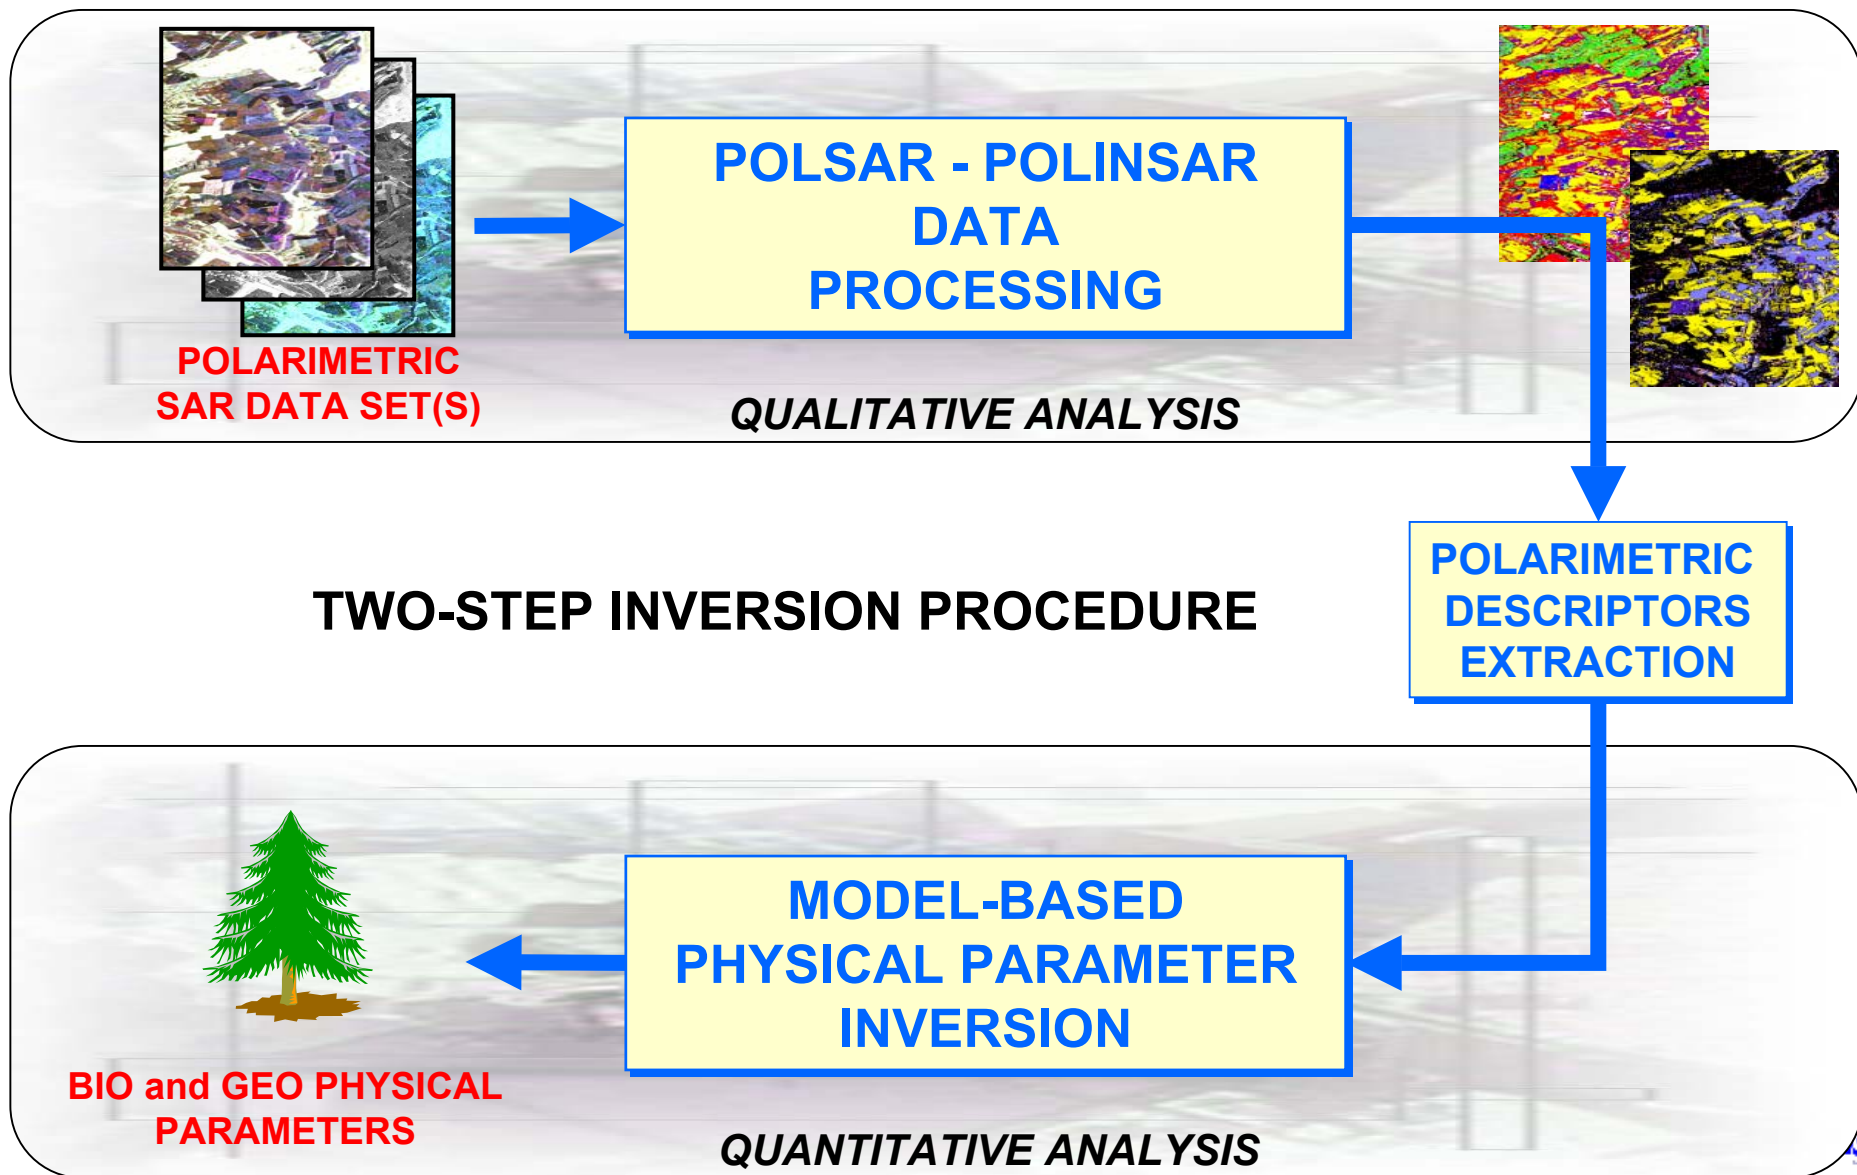 POLSAR - POLINSAR
DATA
PROCESSING
POLARIMETRIC
SAR DATA SET(S)
QUALITATIVE ANALYSIS
TWO-STEP INVERSION PROCEDURE
POLARIMETRIC
DESCRIPTORS
EXTRACTION
MODEL-BASED
PHYSICAL PARAMETER
INVERSION
BIO and GEO PHYSICAL
PARAMETERS
QUANTITATIVE ANALYSIS